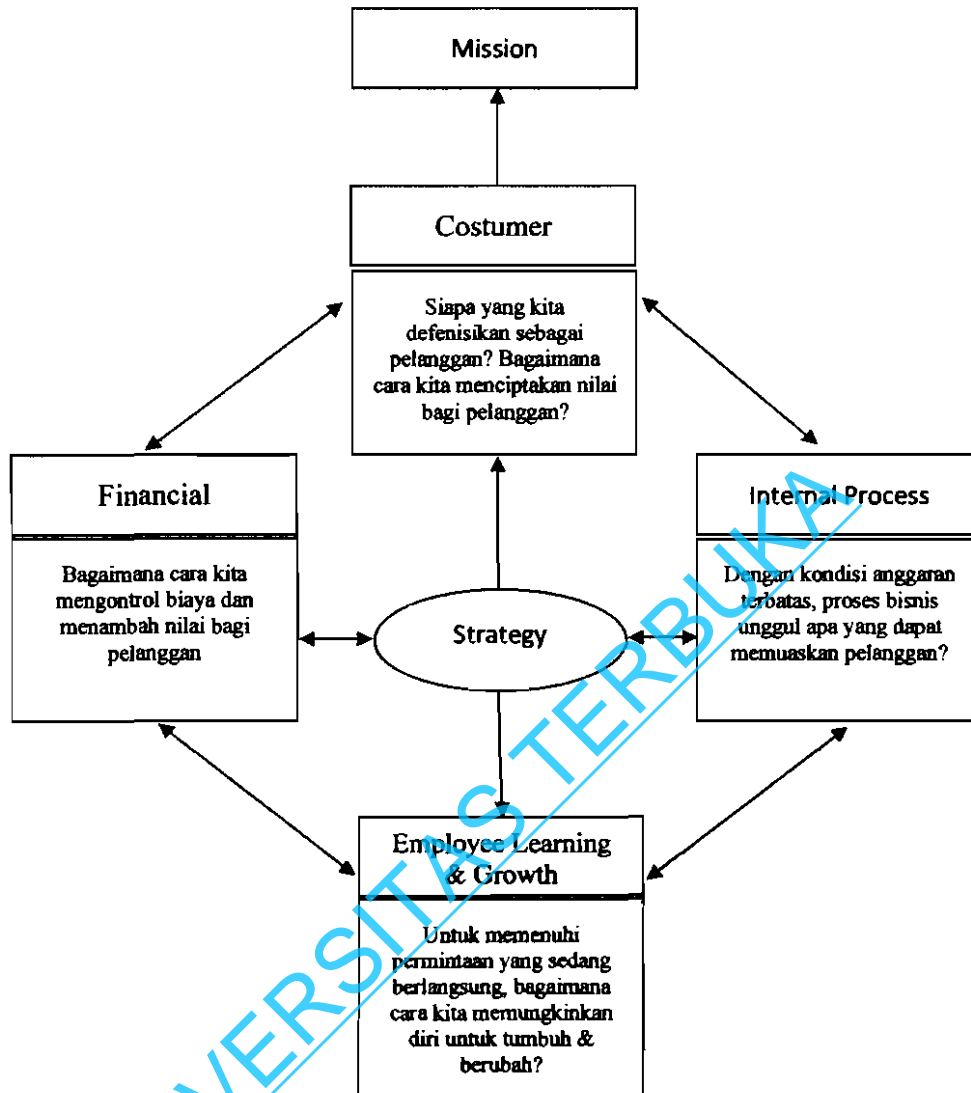 Mission
Costumer
Siapa yang kita
defenisikan sebagai
pelanggan? Bagaimana
cara kita menciptakan nilai
bagi pelanggan?
Financial
Bagaimana cara kita
mengontrol biaya dan
menambah nilai bagi
pelanggan
Strategy
Internal Process
Dengan kondisi anggaran
terbatas, proses bisnis
unggul apa yang dapat
memuaskan pelanggan?
Employee Learning
& Growth
Untuk memenuhi
permintaan yang sedang
berlangsung, bagaimana
cara kita memungkinkan
diri untuk tumbuh &
berubah?
VERSITAS TERBUKA